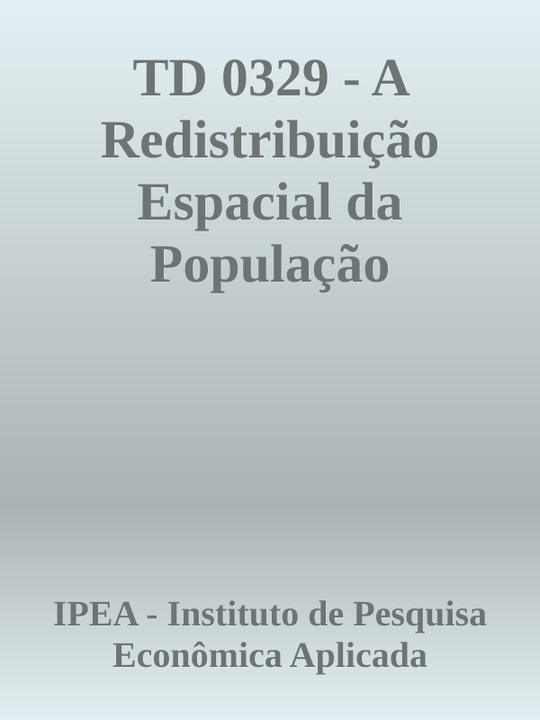 TD 0329 - A
Redistribuição
Espacial da
População
IPEA - Instituto de Pesquisa
Econômica Aplicada